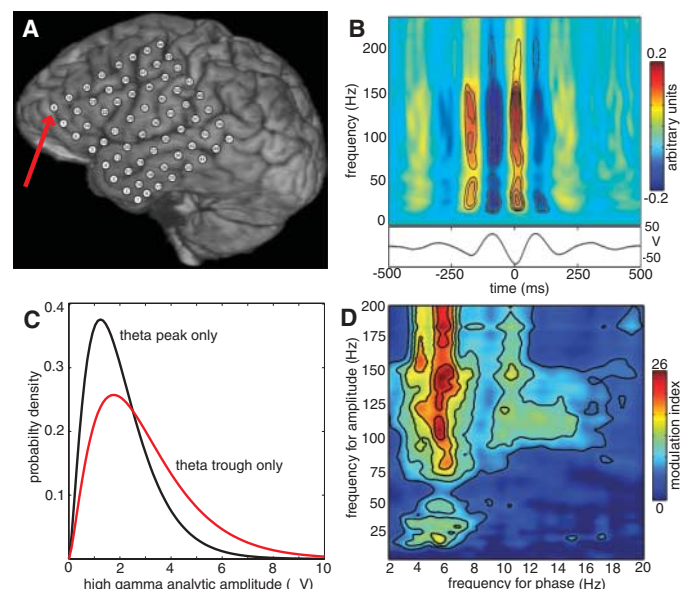 A
B
200
150
100
50
0
frequency (Hz)
0.2
-0.2
arbitrary units
50
V
-50
-500
-250
0
250
500
time (ms)
C
0.4
0.3
0.2
0.1
probability density
theta peak only
theta trough only
0
2
4
6
8
10
high gamma analytic amplitude ( V)
D
200
175
150
125
100
75
50
25
frequency for amplitude (Hz)
26
0
modulation index
2
4
6
8
10
12
14
16
18
20
frequency for phase (Hz)